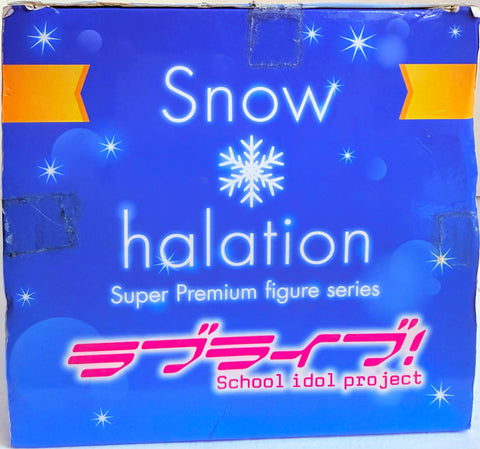 Snow
halation
Super Premium figure series
ラブライブ!
School idol project